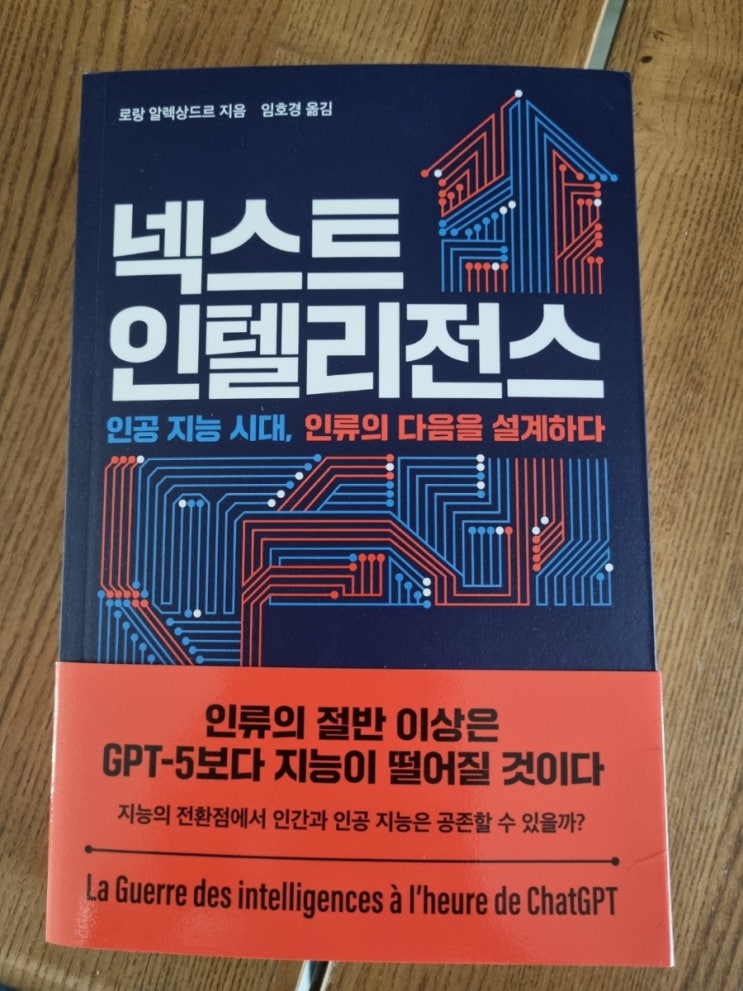 로랑 알렉상드르 지음 임호경 옮김
넥스트
인텔리전스
인공 지능 시대, 인류의 다음을 설계하다
인류의 절반 이상은
GPT-5보다 지능이 떨어질 것이다
지능의 전환점에서 인간과 인공 지능은 공존할 수 있을까?
La Guerre des intelligences à l'heure de ChatGPT